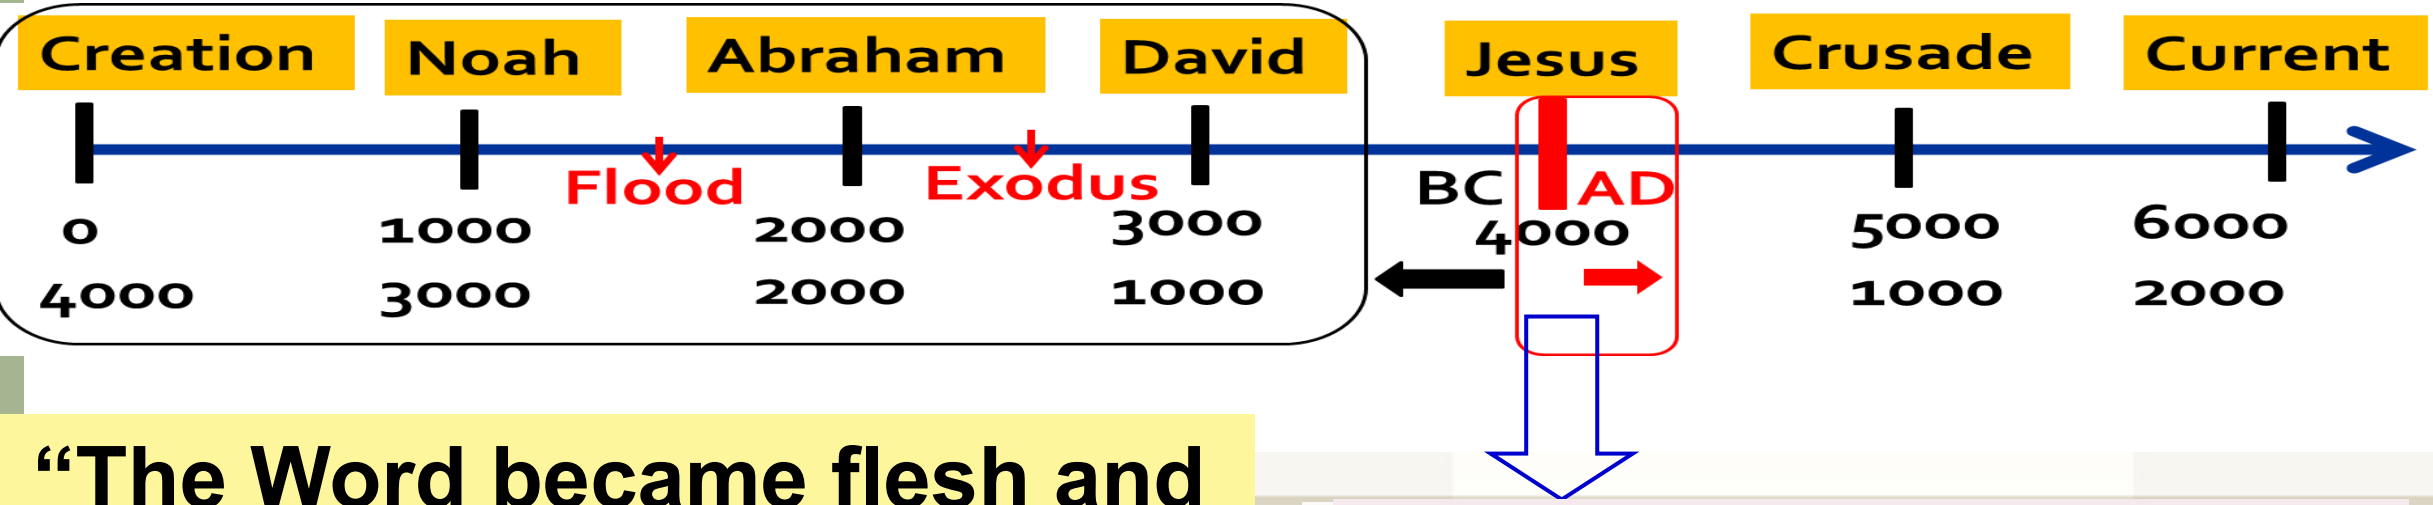 Creation Noah Abraham David Jesus Crusade Current
Flood Exodus BC AD
0 1000 2000 3000 4000 5000 6000
4000 3000 2000 1000 1000 2000
“The Word became flesh and